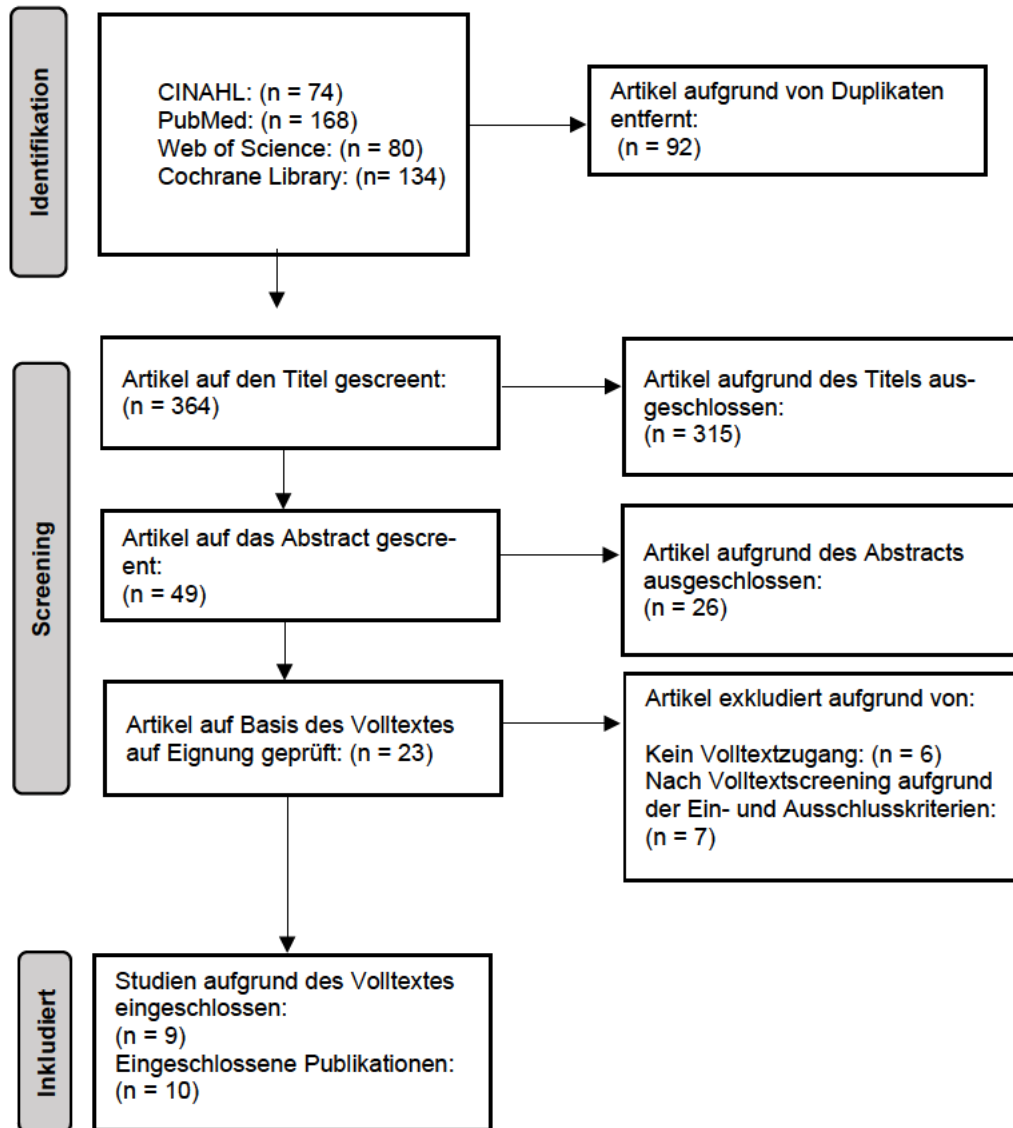 Identifikation
CINAHL: (n = 74)
PubMed: (n = 168)
Web of Science: (n = 80)
Cochrane Library: (n= 134)
Artikel aufgrund von Duplikaten
entfernt:
(n = 92)
Screening
Artikel auf den Titel gescreent:
(n = 364)
Artikel aufgrund des Titels aus-
geschlossen:
(n = 315)
Artikel auf das Abstract gescre-
ent:
(n = 49)
Artikel aufgrund des Abstracts
ausgeschlossen:
(n = 26)
Artikel auf Basis des Volltextes
auf Eignung geprüft: (n = 23)
Artikel exkludiert aufgrund von:
Kein Volltextzugang: (n = 6)
Nach Volltextscreening aufgrund
der Ein- und Ausschlusskriterien:
(n = 7)
Inkludiert
Studien aufgrund des Volltextes
eingeschlossen:
(n = 9)
Eingeschlossene Publikationen:
(n = 10)